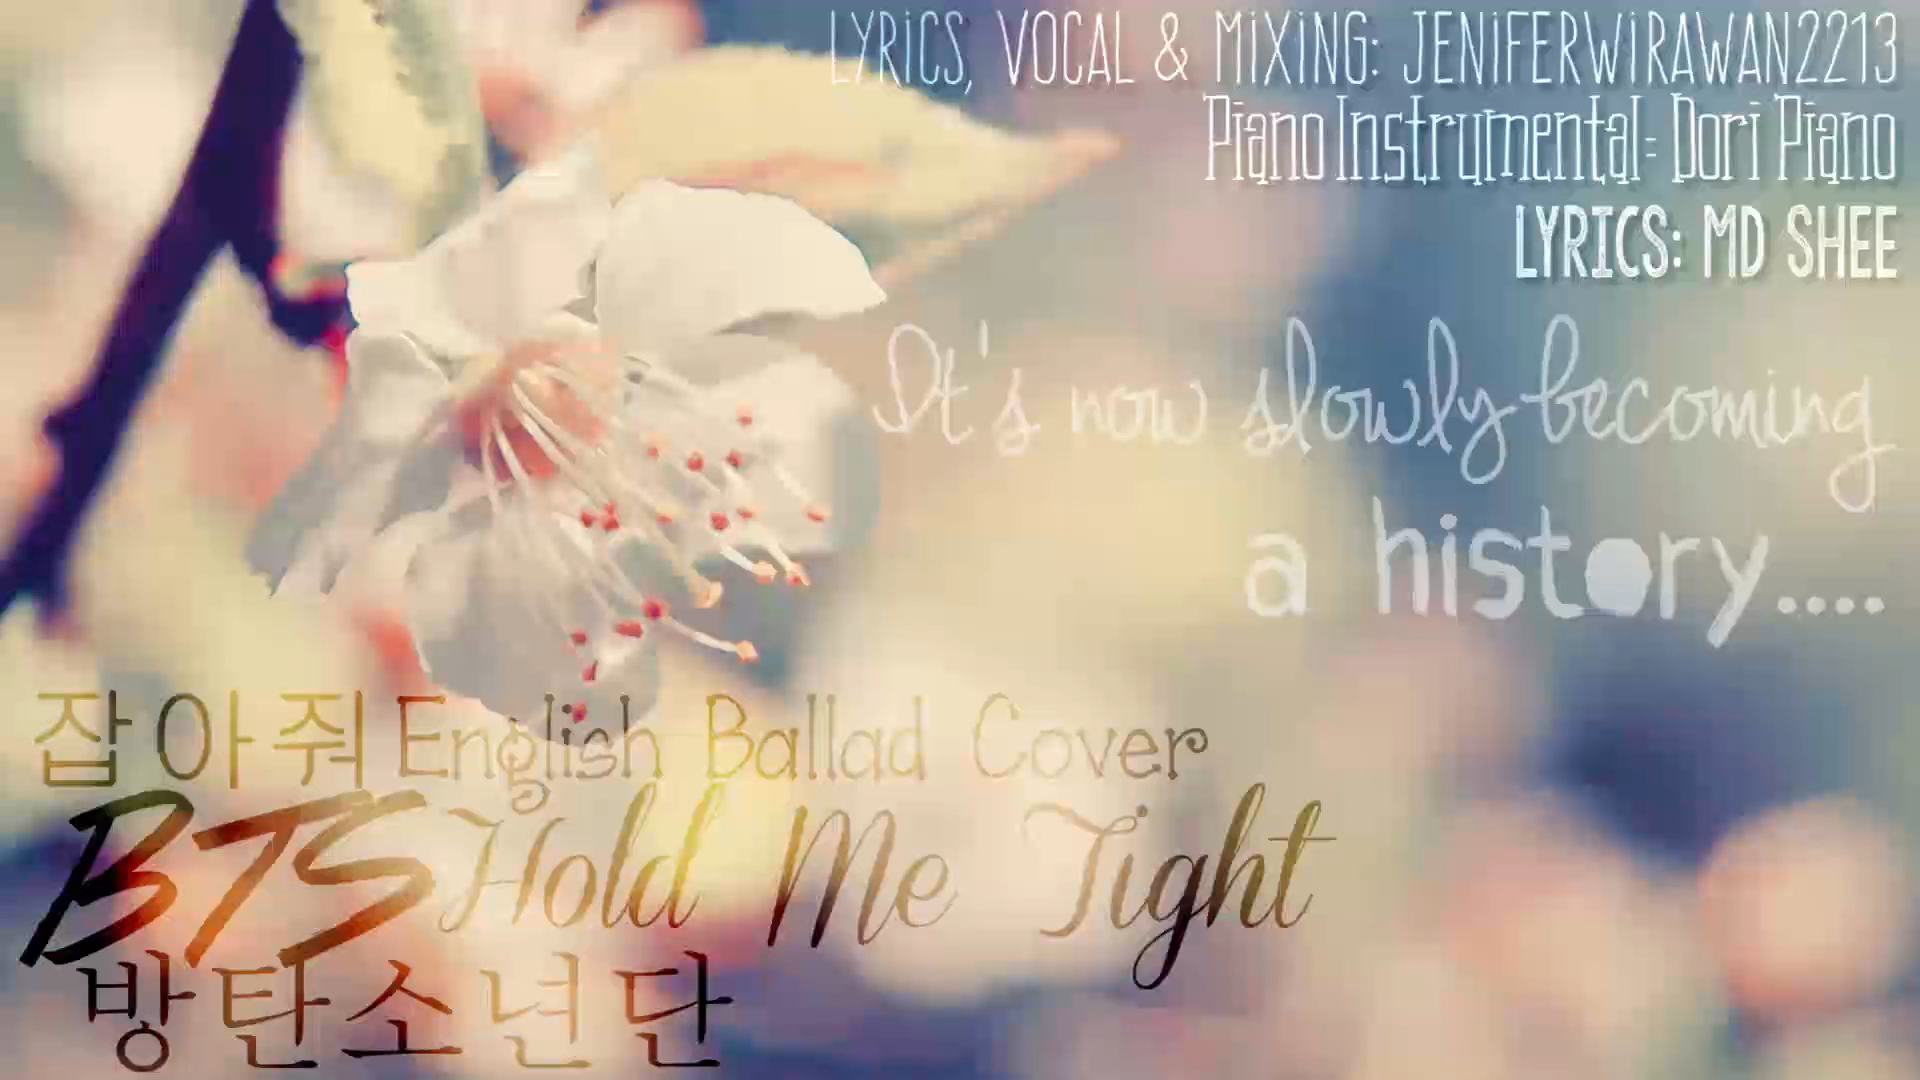 LYRICS, VOCAL & MIXING: JENIFERWIRAWAN2213
Piano Instrumental: Dori Piano
LYRICS: MD SHEE
It's now slowly becoming
a history....
잡아줘 English Ballad Cover
BTS Hold Me Tight
방탄소년단